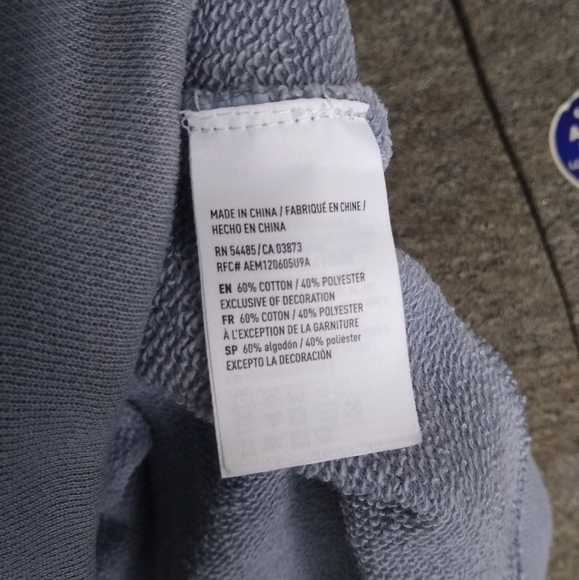 MADE IN CHINA / FABRIQUÉ EN CHINE /
HECHO EN CHINA
RN 54485/CA 03873
RFC# AEM120605U9A
EN 60% COTTON / 40% POLYESTER
EXCLUSIVE OF DECORATION
FR 60% COTON / 40% POLYESTER
À L'EXCEPTION DE LA GARNITURE
SP 60% algodón / 40% poliéster
EXCEPTO LA DECORACIÓN